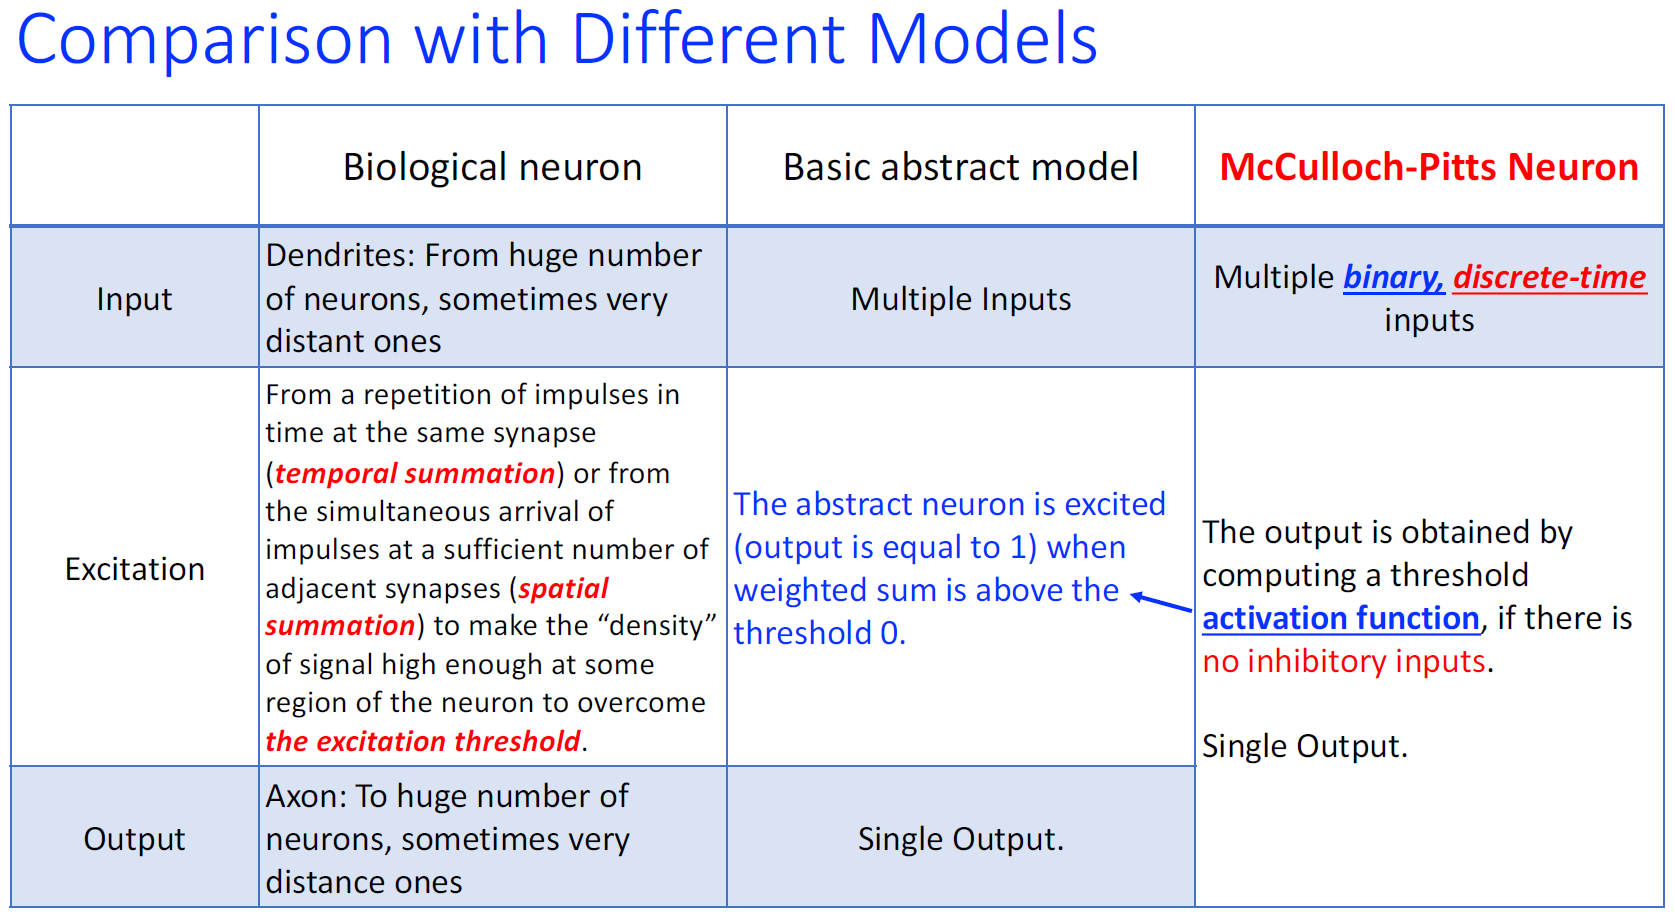 Comparison with Different Models
Biological neuron
Basic abstract model
McCulloch-Pitts Neuron
Input
Dendrites: From huge number
of neurons, sometimes very
distant ones
Multiple Inputs
Multiple binary, discrete-time
inputs
Excitation
From a repetition of impulses in
time at the same synapse
(temporal summation) or from
the simultaneous arrival of
impulses at a sufficient number of
adjacent synapses (spatial
summation) to make the “density”
of signal high enough at some
region of the neuron to overcome
the excitation threshold.
The abstract neuron is excited
(output is equal to 1) when
weighted sum is above the
threshold 0.
The output is obtained by
computing a threshold
activation function, if there is
no inhibitory inputs.
Single Output.
Output
Axon: To huge number of
neurons, sometimes very
distance ones
Single Output.